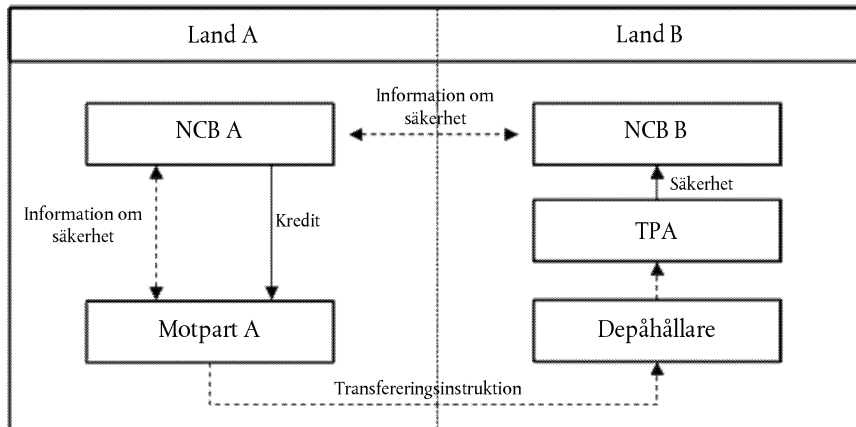 Land A
Land B
Information om
säkerhet
NCB A
NCB B
Säkerhet
Information om
säkerhet
Kredit
TPA
Motpart A
Depåhållare
Transfereringsinstruktion